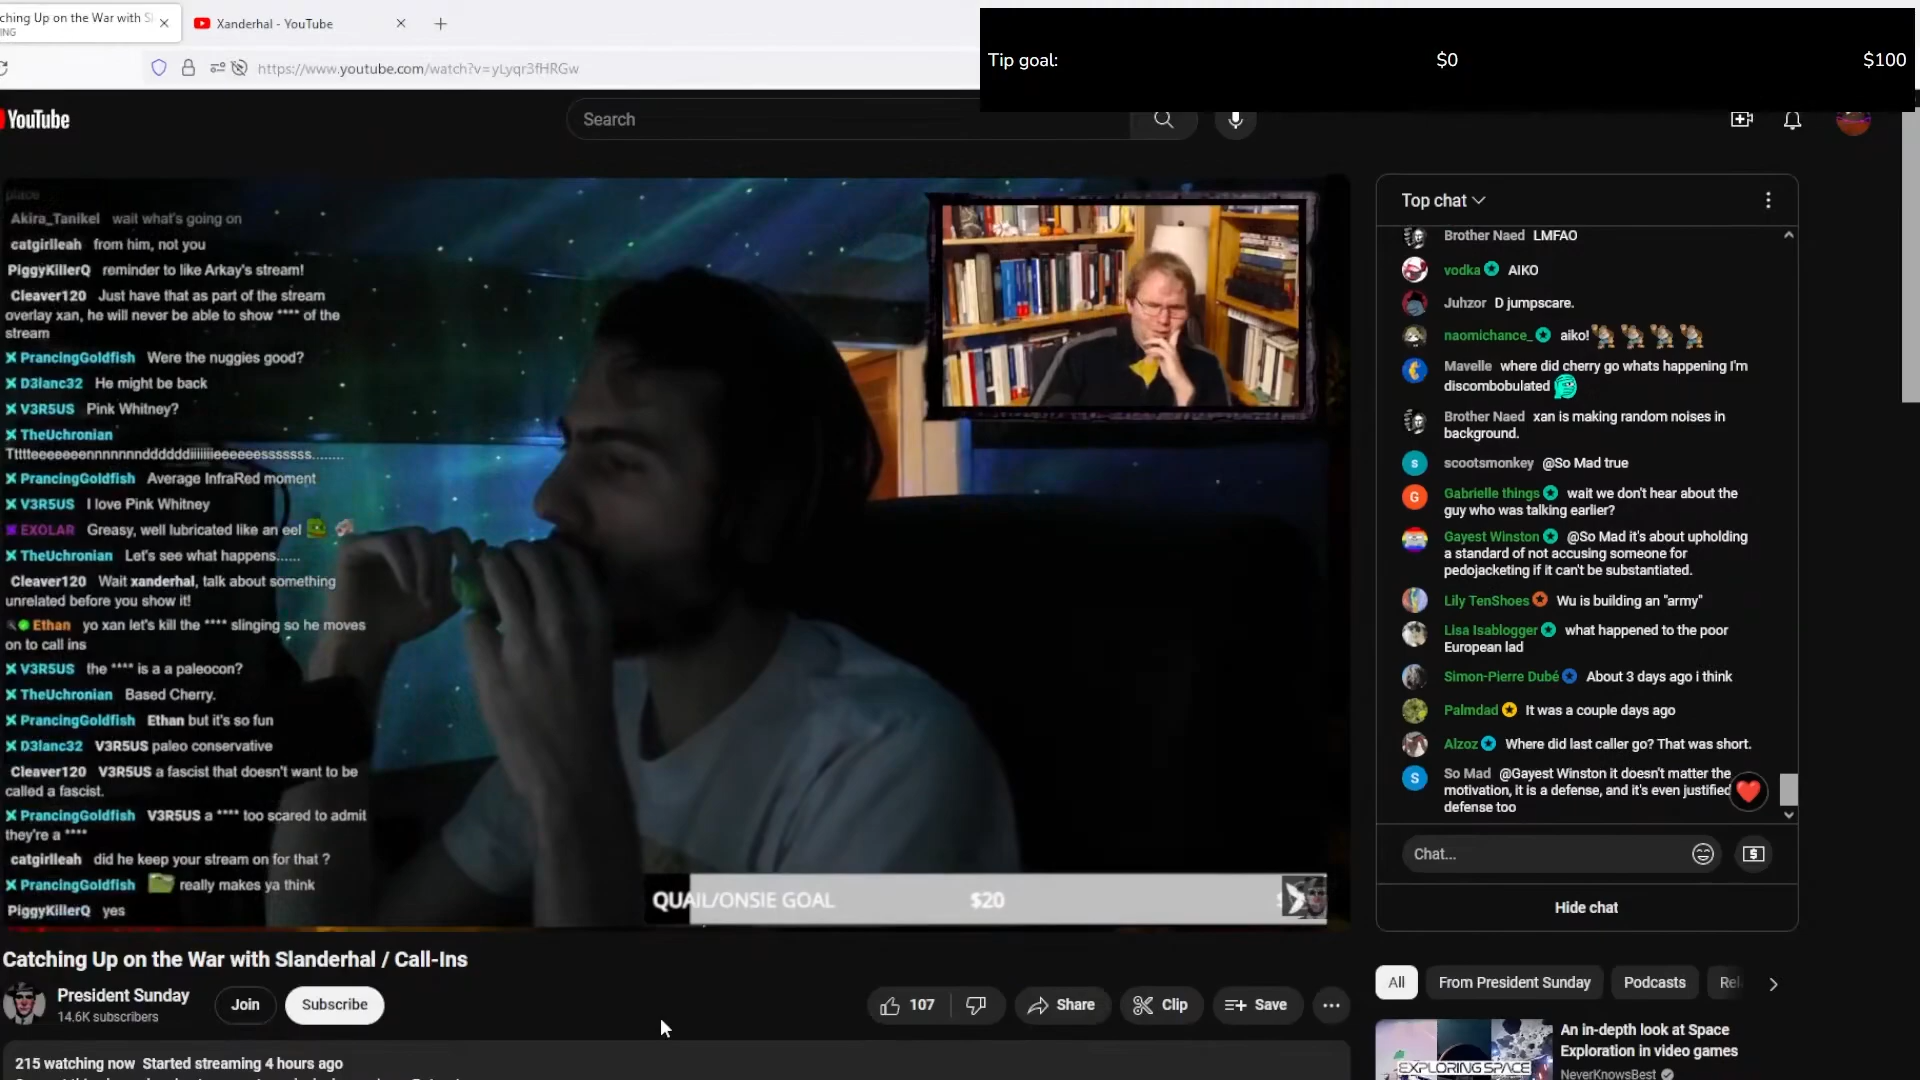 ching Up on the War with S
ING
Xanderhal - YouTube
https://www.youtube.com/watch?v=yLyqr3fHRGw
Tip goal:
$0
$100
YouTube
Search
place
Akira_Tanikel wait what's going on
catgirlleah from him, not you
PiggyKillerQ reminder to like Arkay's stream!
Cleaver120 Just have that as part of the stream
overlay xan, he will never be able to show **** of the
stream
PrancingGoldfish Were the nuggies good?
D3lanc32 He might be back
V3R5US Pink Whitney?
TheUchronian
PrancingGoldfish Average InfraRed moment
V3R5US I love Pink Whitney
EXOLAR Greasy, well lubricated like an eel
TheUchronian Let's see what happens......
Cleaver120 Wait xanderhal, talk about something
unrelated before you show it!
Ethan yo xan let's kill the **** slinging so he moves
on to call ins
V3R5US the **** is a a paleocon?
TheUchronian Based Cherry.
PrancingGoldfish Ethan but it's so fun
D3lanc32 V3R5US paleo conservative
Cleaver120 V3R5US a fascist that doesn't want to be
called a fascist.
PrancingGoldfish V3R5US a **** too scared to admit
they're a ****
catgirlleah did he keep your stream on for that ?
PrancingGoldfish really makes ya think
PiggyKillerQ yes
QUAIL/ONSIE GOAL
$20
Top chat
Brother Naed LMFAO
vodka AIKO
Juhzor D jumpscare.
naomichance_ aiko!
Mavelle where did cherry go whats happening I'm
discombobulated
Brother Naed xan is making random noises in
background.
scootsmonkey @So Mad true
Gabrielle things wait we don't hear about the
guy who was talking earlier?
Gayest Winston @So Mad it's about upholding
a standard of not accusing someone for
pedojacketing if it can't be substantiated.
Lily TenShoes Wu is building an "army"
Lisa Isablogger what happened to the poor
European lad
Simon-Pierre Dubé About 3 days ago i think
Palmdad It was a couple days ago
Alzoz Where did last caller go? That was short.
So Mad @Gayest Winston it doesn't matter the
motivation, it is a defense, and it's even justified
defense too
Chat...
Hide chat
Catching Up on the War with Slanderhal / Call-Ins
President Sunday
14.6K subscribers
Join
Subscribe
107
Share
Clip
Save
215 watching now Started streaming 4 hours ago
All
From President Sunday
Podcasts
Rel
An in-depth look at Space
Exploration in video games
NeverKnowsBest
EXPLORING SPACE